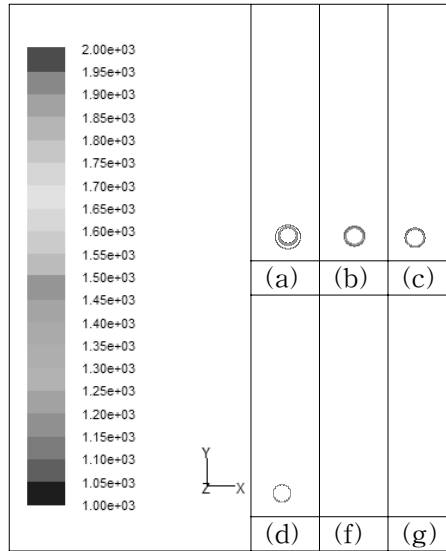 2.00e+03
1.95e+03
1.90e+03
1.85e+03
1.80e+03
1.75e+03
1.70e+03
1.65e+03
1.60e+03
1.55e+03
1.50e+03
1.45e+03
1.40e+03
1.35e+03
1.30e+03
1.25e+03
1.20e+03
1.15e+03
1.10e+03
1.05e+03
1.00e+03
(a) (b) (c)
Y
Z X
(d) (f) (g)